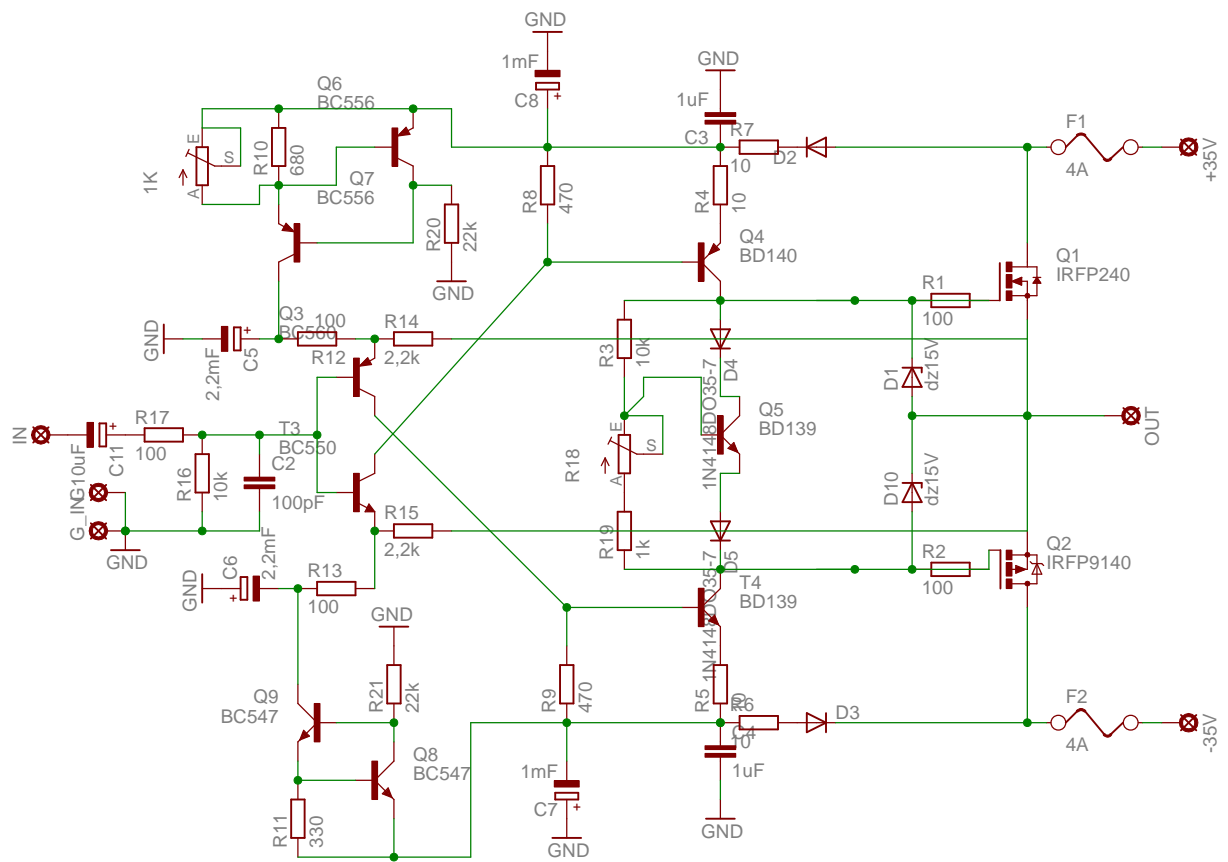 GND
1mF
C8
GND
1uF
C3
R7
10
D2
F1
4A
+35V
Q6
BC556
E
S
A
1K
R10
680
Q7
BC556
R20
22k
GND
R8
470
R4
10
Q4
BD140
Q1
IRFP240
R1
100
GND
2,2mF
C5
Q3
BC560
100
R12
R14
2,2k
R3
10k
D4
1N4148DO35-7
D1
dz15V
IN
10uF
C11
R17
100
T3
BC550
R16
10k
C2
100pF
G
G_IN
GND
E
S
A
R18
Q5
BD139
OUT
D10
dz15V
R15
2,2k
R19
1k
D5
1N4148DO35-7
R2
100
Q2
IRFP9140
GND
C6
2,2mF
R13
100
T4
BD139
GND
R21
22k
R9
470
R5
10
R6
10
D3
C4
1uF
GND
F2
4A
-35V
Q9
BC547
Q8
BC547
R11
330
1mF
C7
GND